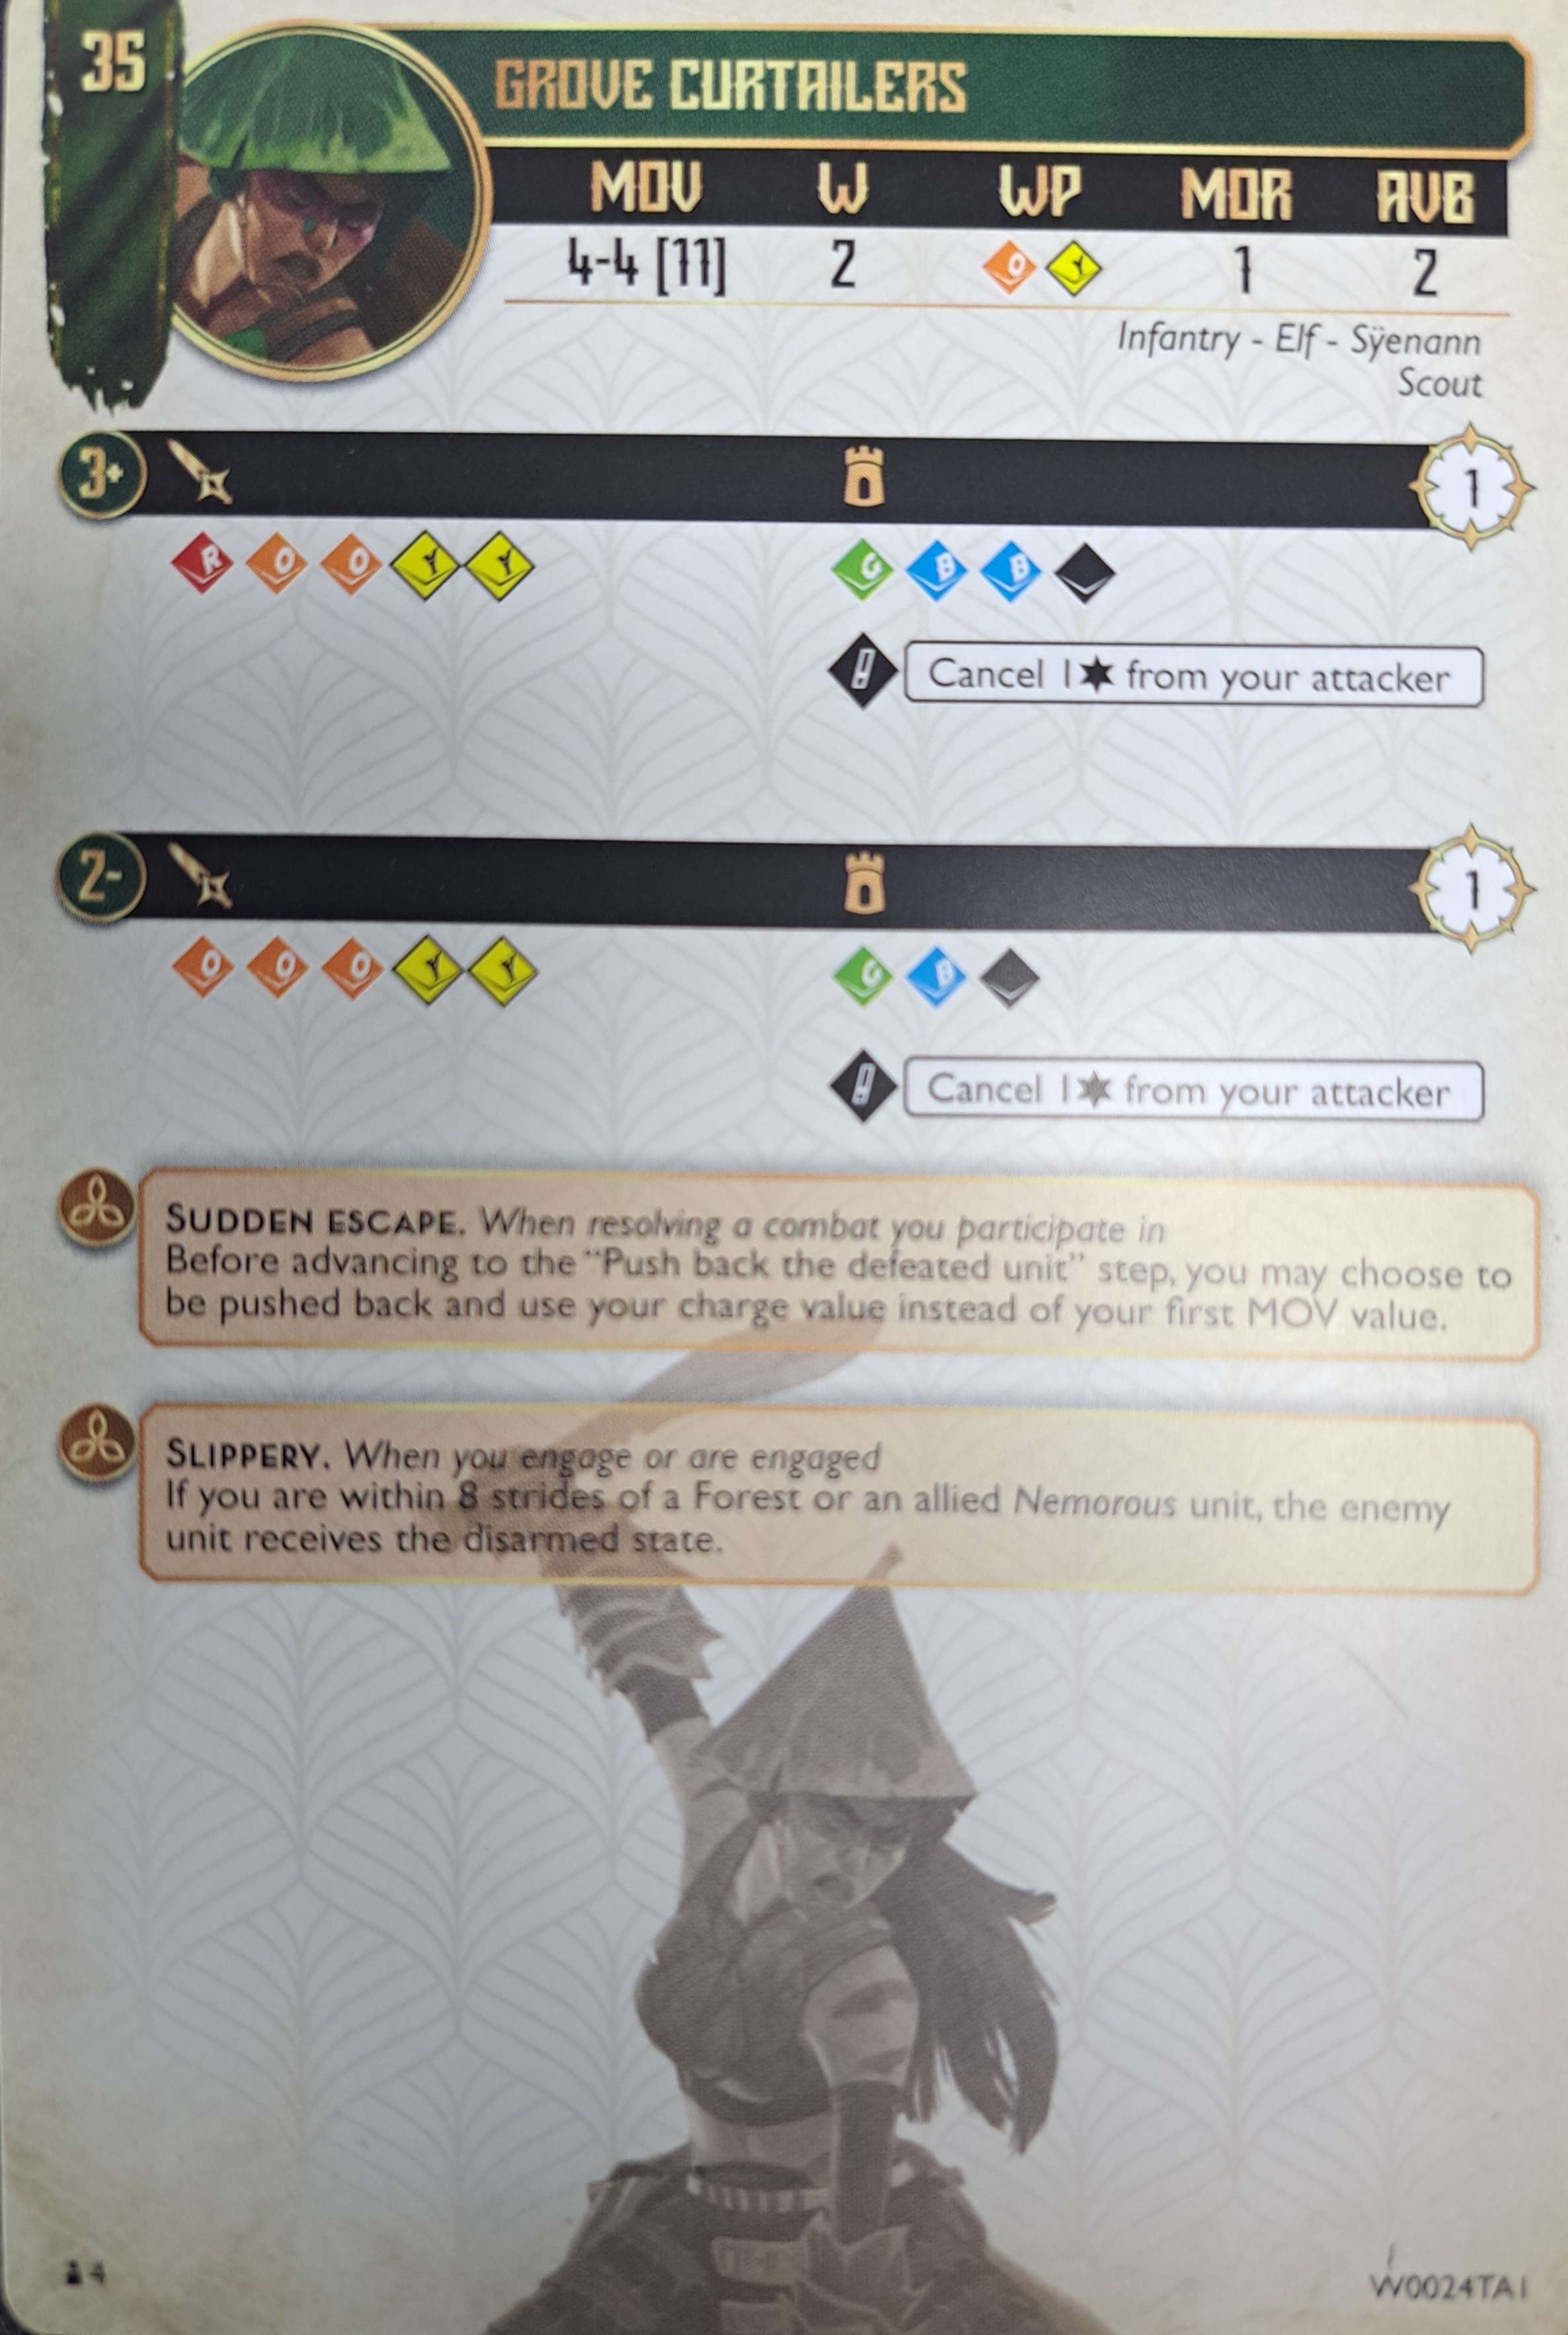 35
GROVE CURTAILERS
MOV W WP MOR AVB
4-4 [11] 2 O Y 1 2
Infantry - Elf - Sÿenann
Scout
3+ 1
R O O Y Y G B B
! Cancel 1 from your attacker
2- 1
O O O Y Y G B
! Cancel 1 from your attacker
SUDDEN ESCAPE. When resolving a combat you participate in
Before advancing to the “Push back the defeated unit” step, you may choose to
be pushed back and use your charge value instead of your first MOV value.
SLIPPERY. When you engage or are engaged
If you are within 8 strides of a Forest or an allied Nemorous unit, the enemy
unit receives the disarmed state.
4
W0024TA1